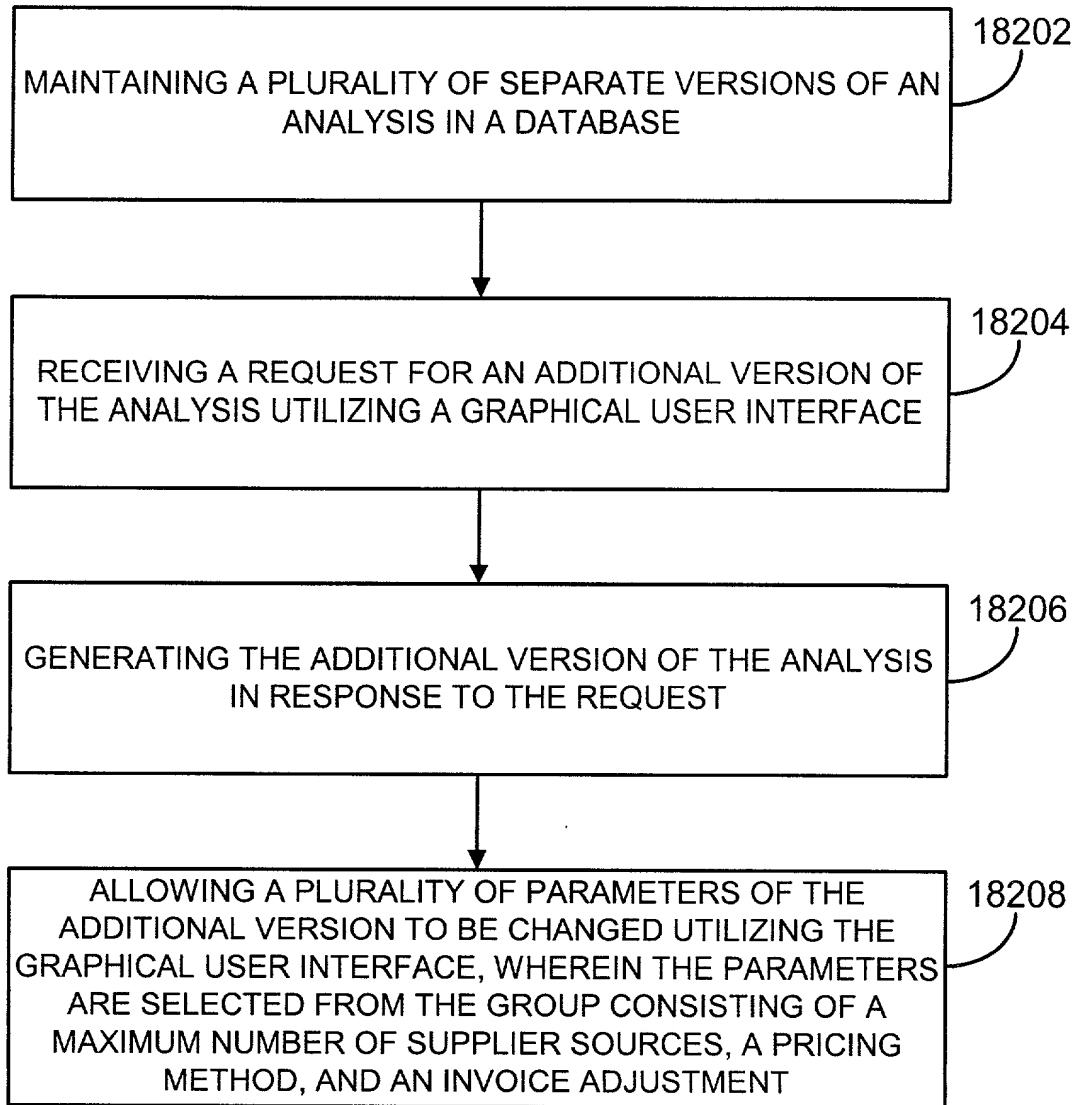 18202
MAINTAINING A PLURALITY OF SEPARATE VERSIONS OF AN
ANALYSIS IN A DATABASE
18204
RECEIVING A REQUEST FOR AN ADDITIONAL VERSION OF
THE ANALYSIS UTILIZING A GRAPHICAL USER INTERFACE
18206
GENERATING THE ADDITIONAL VERSION OF THE ANALYSIS
IN RESPONSE TO THE REQUEST
18208
ALLOWING A PLURALITY OF PARAMETERS OF THE
ADDITIONAL VERSION TO BE CHANGED UTILIZING THE
GRAPHICAL USER INTERFACE, WHEREIN THE PARAMETERS
ARE SELECTED FROM THE GROUP CONSISTING OF A
MAXIMUM NUMBER OF SUPPLIER SOURCES, A PRICING
METHOD, AND AN INVOICE ADJUSTMENT